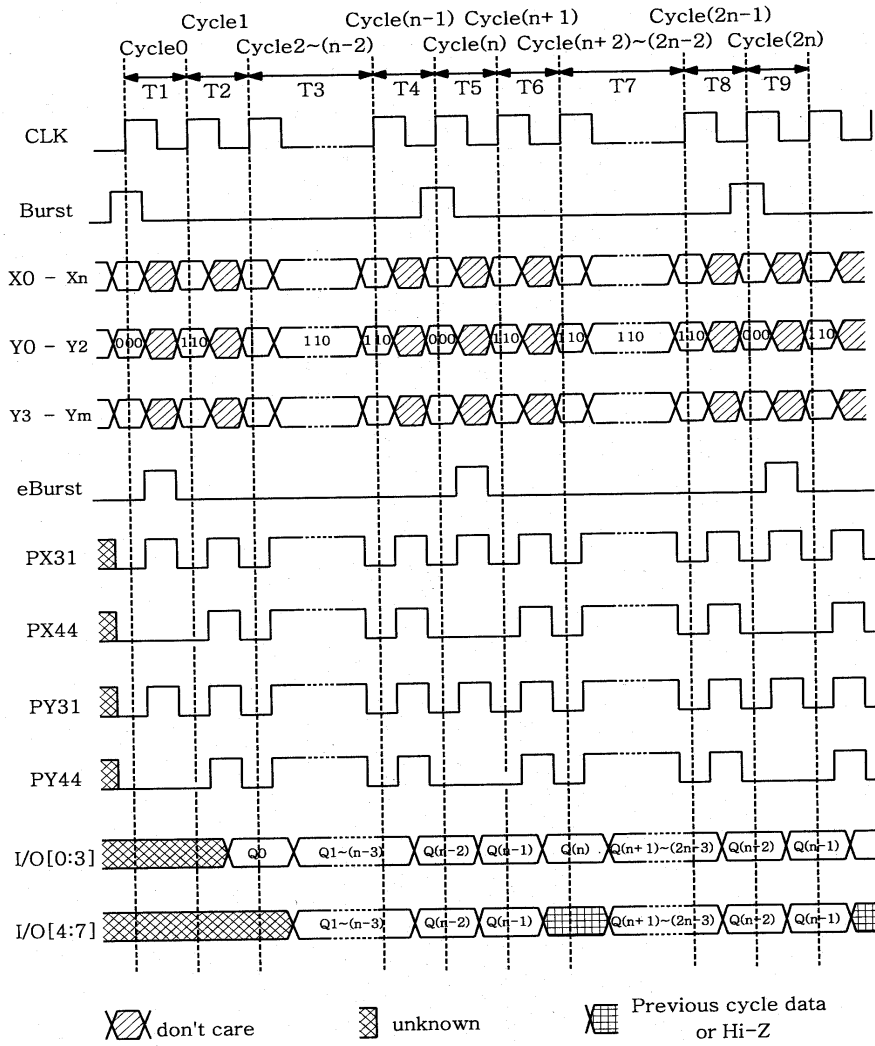 Cycle1 Cycle(n-1) Cycle(n+1) Cycle(2n-1)
Cycle0 Cycle2~(n-2) Cycle(n) Cycle(n+2)~(2n-2) Cycle(2n)
T1 T2 T3 T4 T5 T6 T7 T8 T9
CLK
Burst
X0 - Xn
Y0 - Y2 000 110 110 110 000 110 110 110 110 000 110
Y3 - Ym
eBurst
PX31
PX44
PY31
PY44
I/O[0:3] Q0 Q1~(n-3) Q(n-2) Q(n-1) Q(n) Q(n+1)~(2n-3) Q(n-2) Q(n-1)
I/O[4:7] Q1~(n-3) Q(n-2) Q(n-1) Q(n+1)~(2n-3) Q(n-2) Q(n-1)
don't care unknown Previous cycle data
or Hi-Z